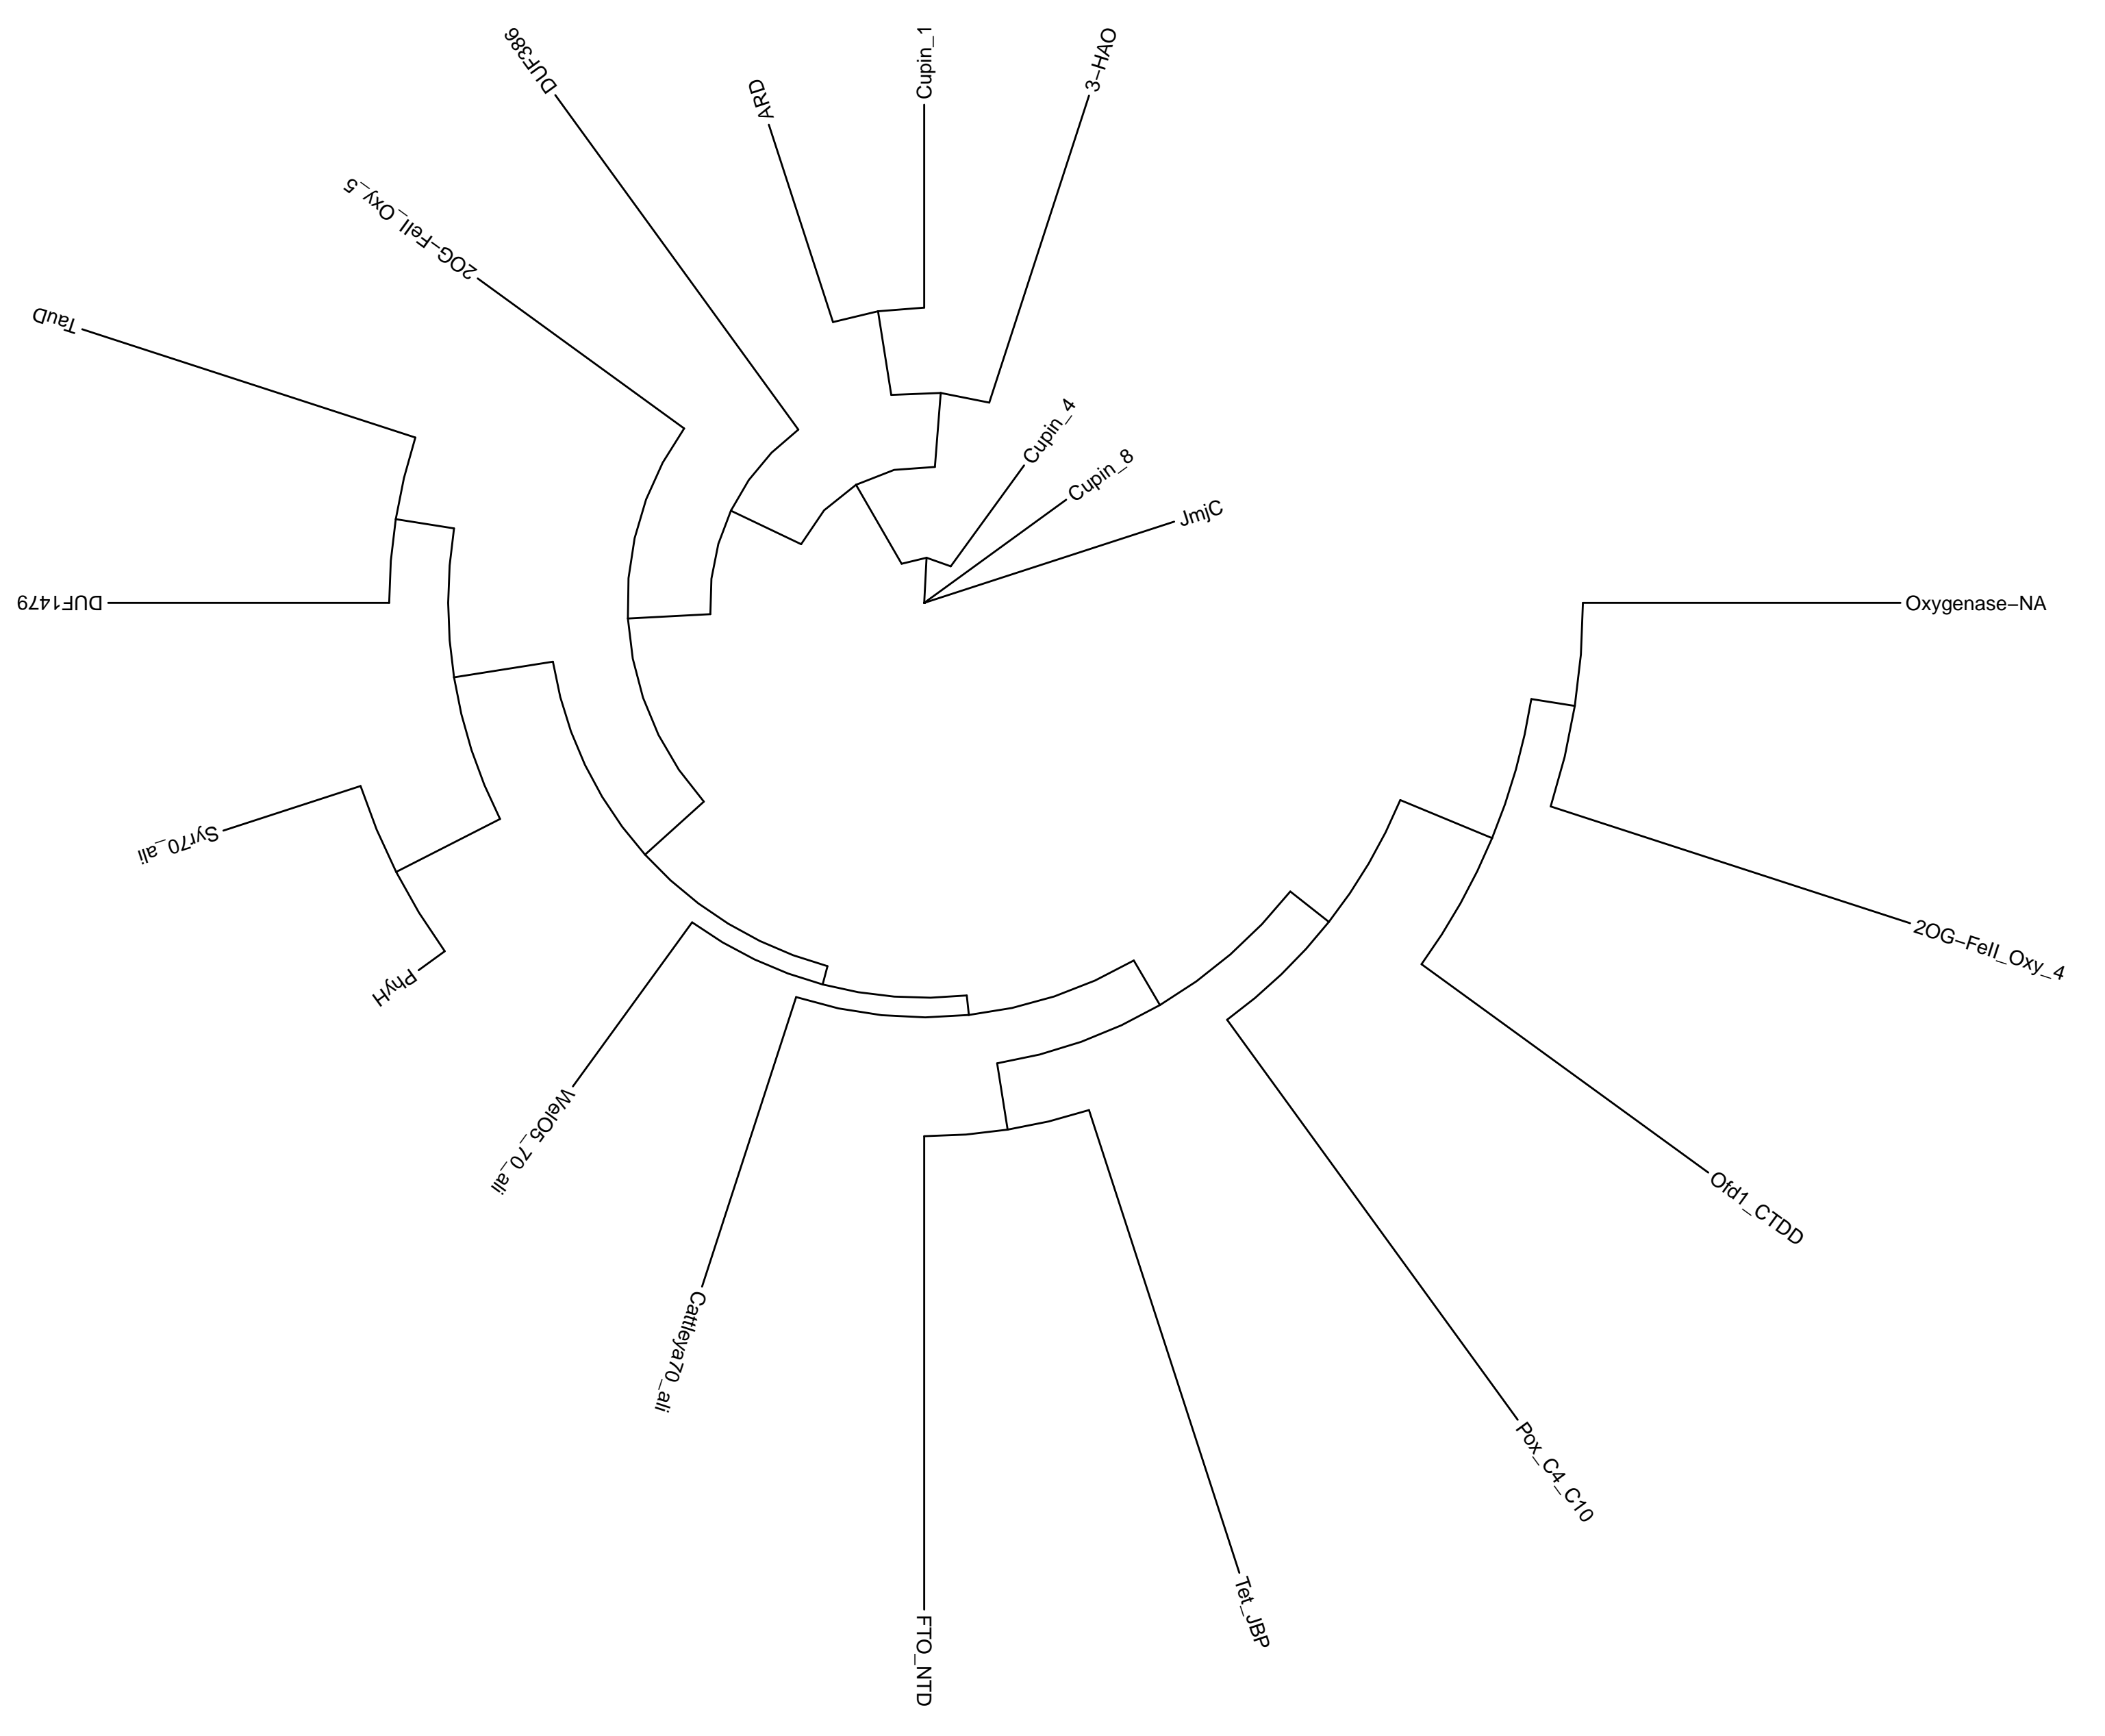 DUF386
ARD
Cupin_1
3−HAO
2OG−FeII_Oxy_5
TauD
Cupin_4
Cupin_8
JmjC
DUF1479
Oxygenase−NA
Syr70_ali
PhyH
2OG−FeII_Oxy_4
WelO5_70_ali
Ofd1_CTDD
Cattleya70_ali
Pox_C4_C10
Tet_JBP
FTO_NTD